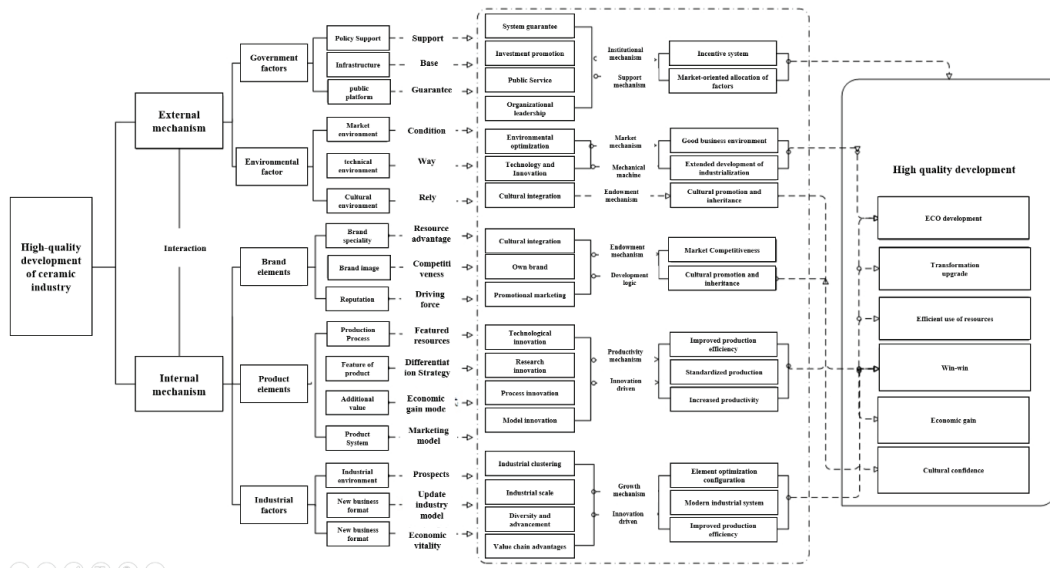 High-quality
development
of ceramic
industry
External
mechanism
Interaction
Internal
mechanism
Government
factors
Environmental
factor
Brand
elements
Product
elements
Industrial
factors
Policy Support
Infrastructure
public
platform
Market
environment
technical
environment
Cultural
environment
Brand
speciality
Brand image
Reputation
Production
Process
Feature of
product
Additional
value
Product
System
Industrial
environment
New business
format
New business
format
Support
Base
Guarantee
Condition
Way
Rely
Resource
advantage
Competiti
veness
Driving
force
Featured
resources
Differentiat
ion Strategy
Economic
gain mode
Marketing
model
Prospects
Update
industry
model
Economic
vitality
System guarantee
Investment promotion
Public Service
Organizational
leadership
Environmental
optimization
Technology and
Innovation
Cultural integration
Cultural integration
Own brand
Promotional marketing
Technological
innovation
Research
innovation
Process innovation
Model innovation
Industrial clustering
Industrial scale
Diversity and
advancement
Value chain advantages
Institutional
mechanism
Support
mechanism
Market
mechanism
Mechanical
machine
Endowment
mechanism
Endowment
mechanism
Development
logic
Productivity
mechanism
Innovation
driven
Growth
mechanism
Innovation
driven
Incentive system
Market-oriented allocation of
factors
Good business environment
Extended development of
industrialization
Cultural promotion and
inheritance
Market Competitiveness
Cultural promotion and
inheritance
Improved production
efficiency
Standardized production
Increased productivity
Element optimization
configuration
Modern industrial system
Improved production
efficiency
High quality development
ECO development
Transformation
upgrade
Efficient use of resources
Win-win
Economic gain
Cultural confidence